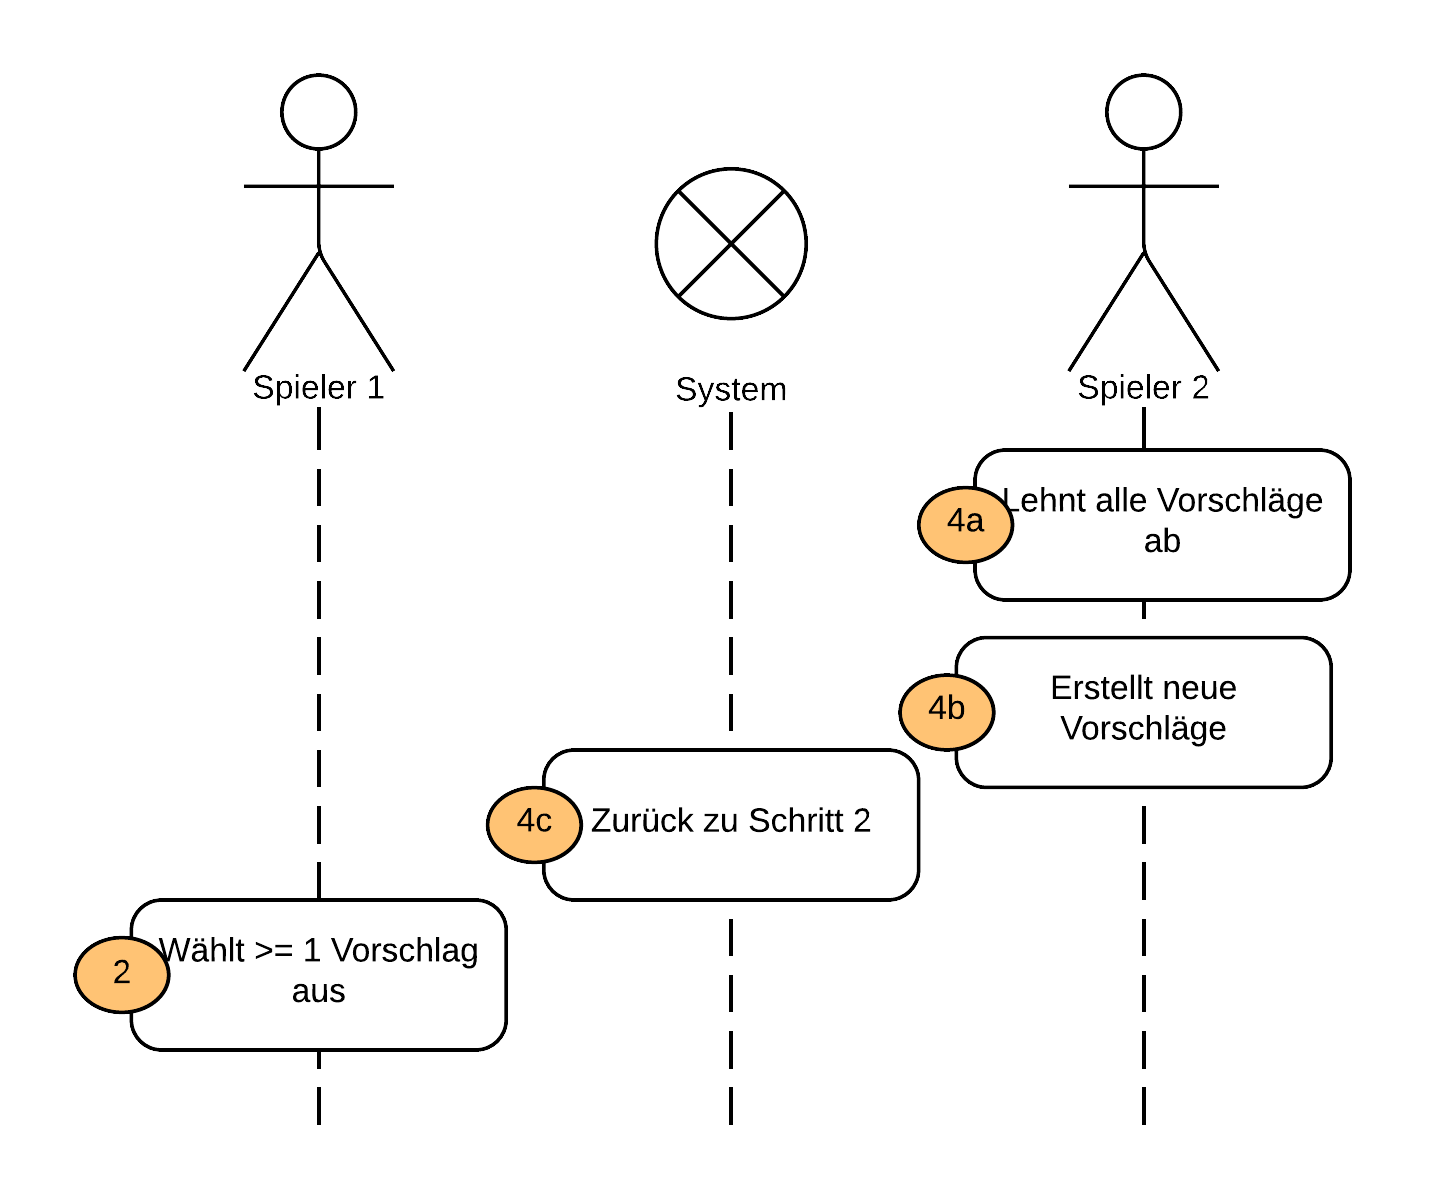 Spieler 1
System
Spieler 2
4a
Lehnt alle Vorschläge
ab
4b
Erstellt neue
Vorschläge
4c
Zurück zu Schritt 2
2
Wählt >= 1 Vorschlag
aus